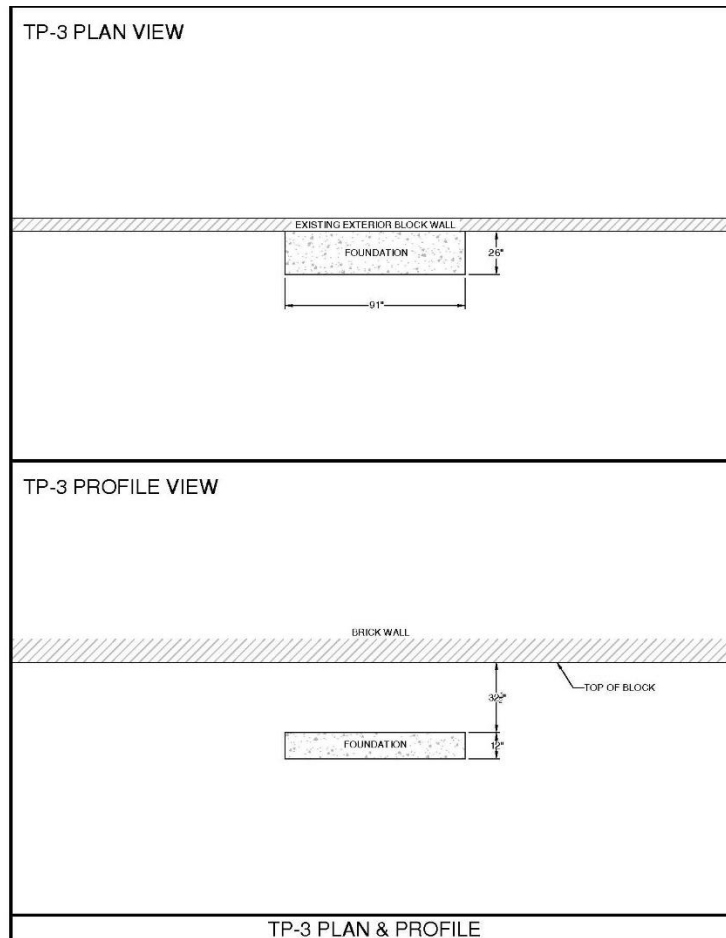 TP-3 PLAN VIEW
EXISTING EXTERIOR BLOCK WALL
FOUNDATION
26"
91"
TP-3 PROFILE VIEW
BRICK WALL
TOP OF BLOCK
FOUNDATION
12"
TP-3 PLAN & PROFILE